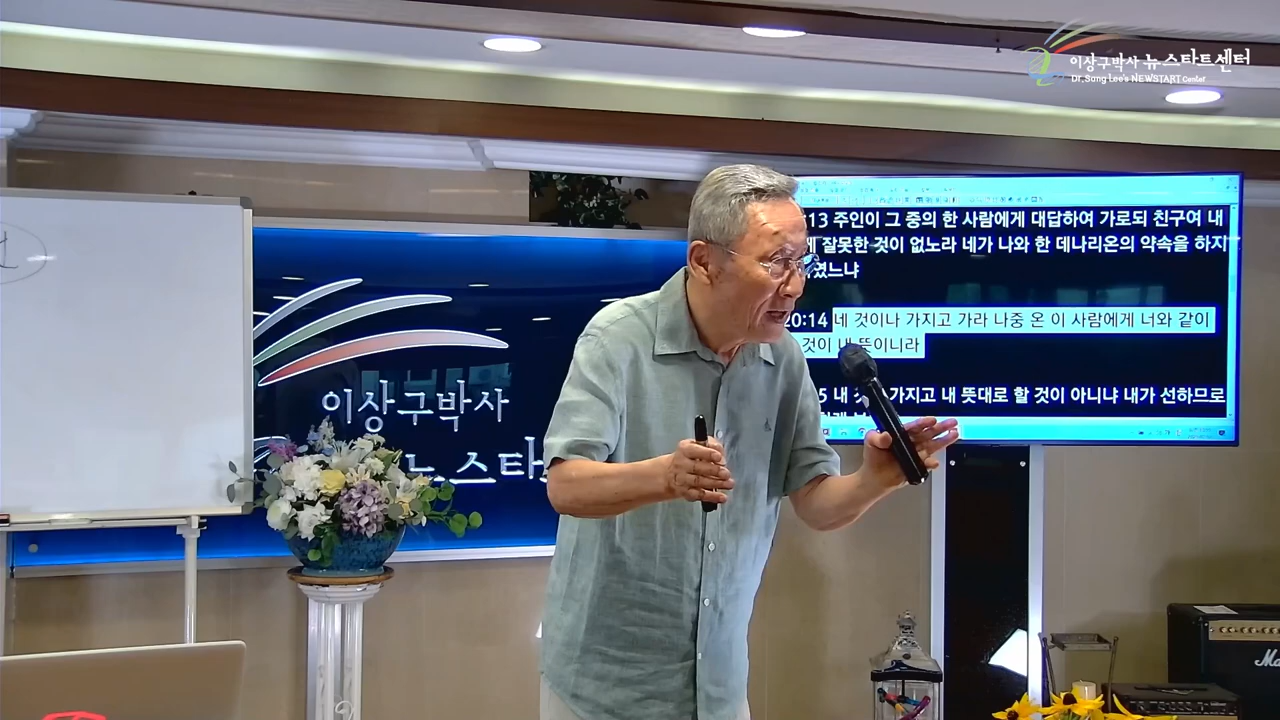 이상구박사 뉴스타트센터
Dr. Sang Lee's NEWSTART Center
13 주인이 그 중의 한 사람에게 대답하여 가로되 친구여 내
잘못한 것이 없노라 네가 나와 한 데나리온의 약속을 하지
였느냐
20:14 네 것이나 가지고 가라 나중 온 이 사람에게 너와 같이
것이 내 뜻이니라
5 내 가지고 내 뜻대로 할 것이 아니냐 내가 선하므로
이상구박사
뉴스타